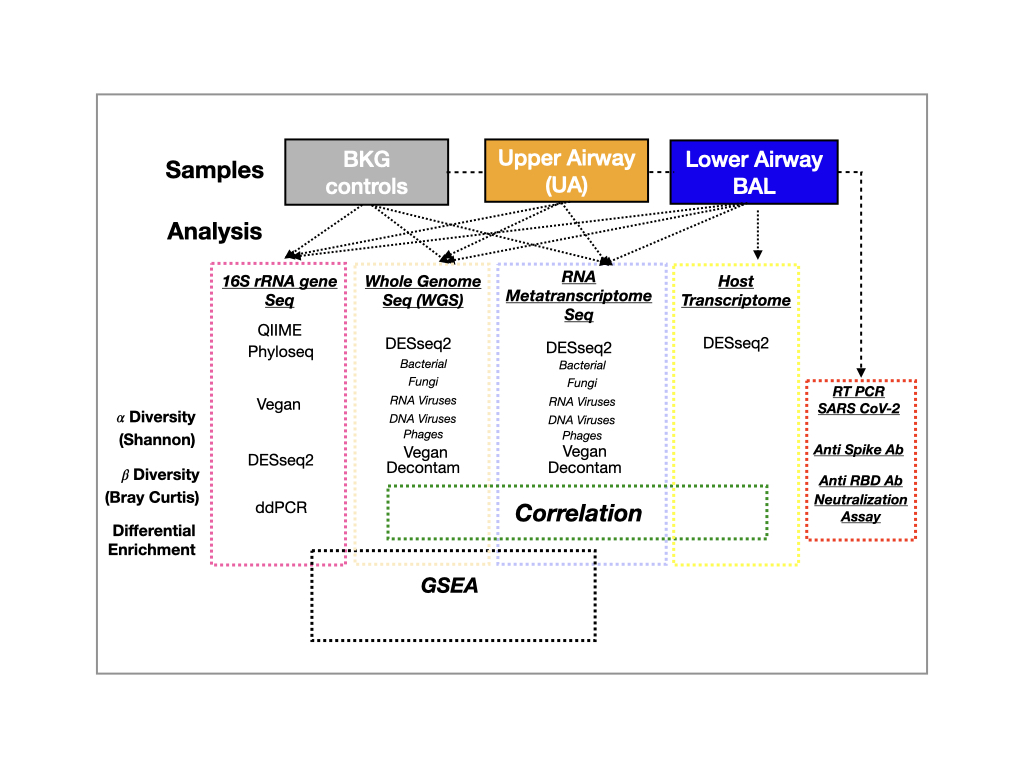 Samples
BKG
controls
Upper Airway
(UA)
Lower Airway
BAL
Analysis
16S rRNA gene
Seq
QIIME
Phyloseq
Vegan
DESseq2
ddPCR
Whole Genome
Seq (WGS)
DESseq2
Bacterial
Fungi
RNA Viruses
DNA Viruses
Phages
Vegan
Decontam
RNA
Metatranscriptome
Seq
DESseq2
Bacterial
Fungi
RNA Viruses
DNA Viruses
Phages
Vegan
Decontam
Host
Transcriptome
DESseq2
RT PCR
SARS CoV-2
Anti Spike Ab
Anti RBD Ab
Neutralization
Assay
α Diversity
(Shannon)
β Diversity
(Bray Curtis)
Differential
Enrichment
Correlation
GSEA